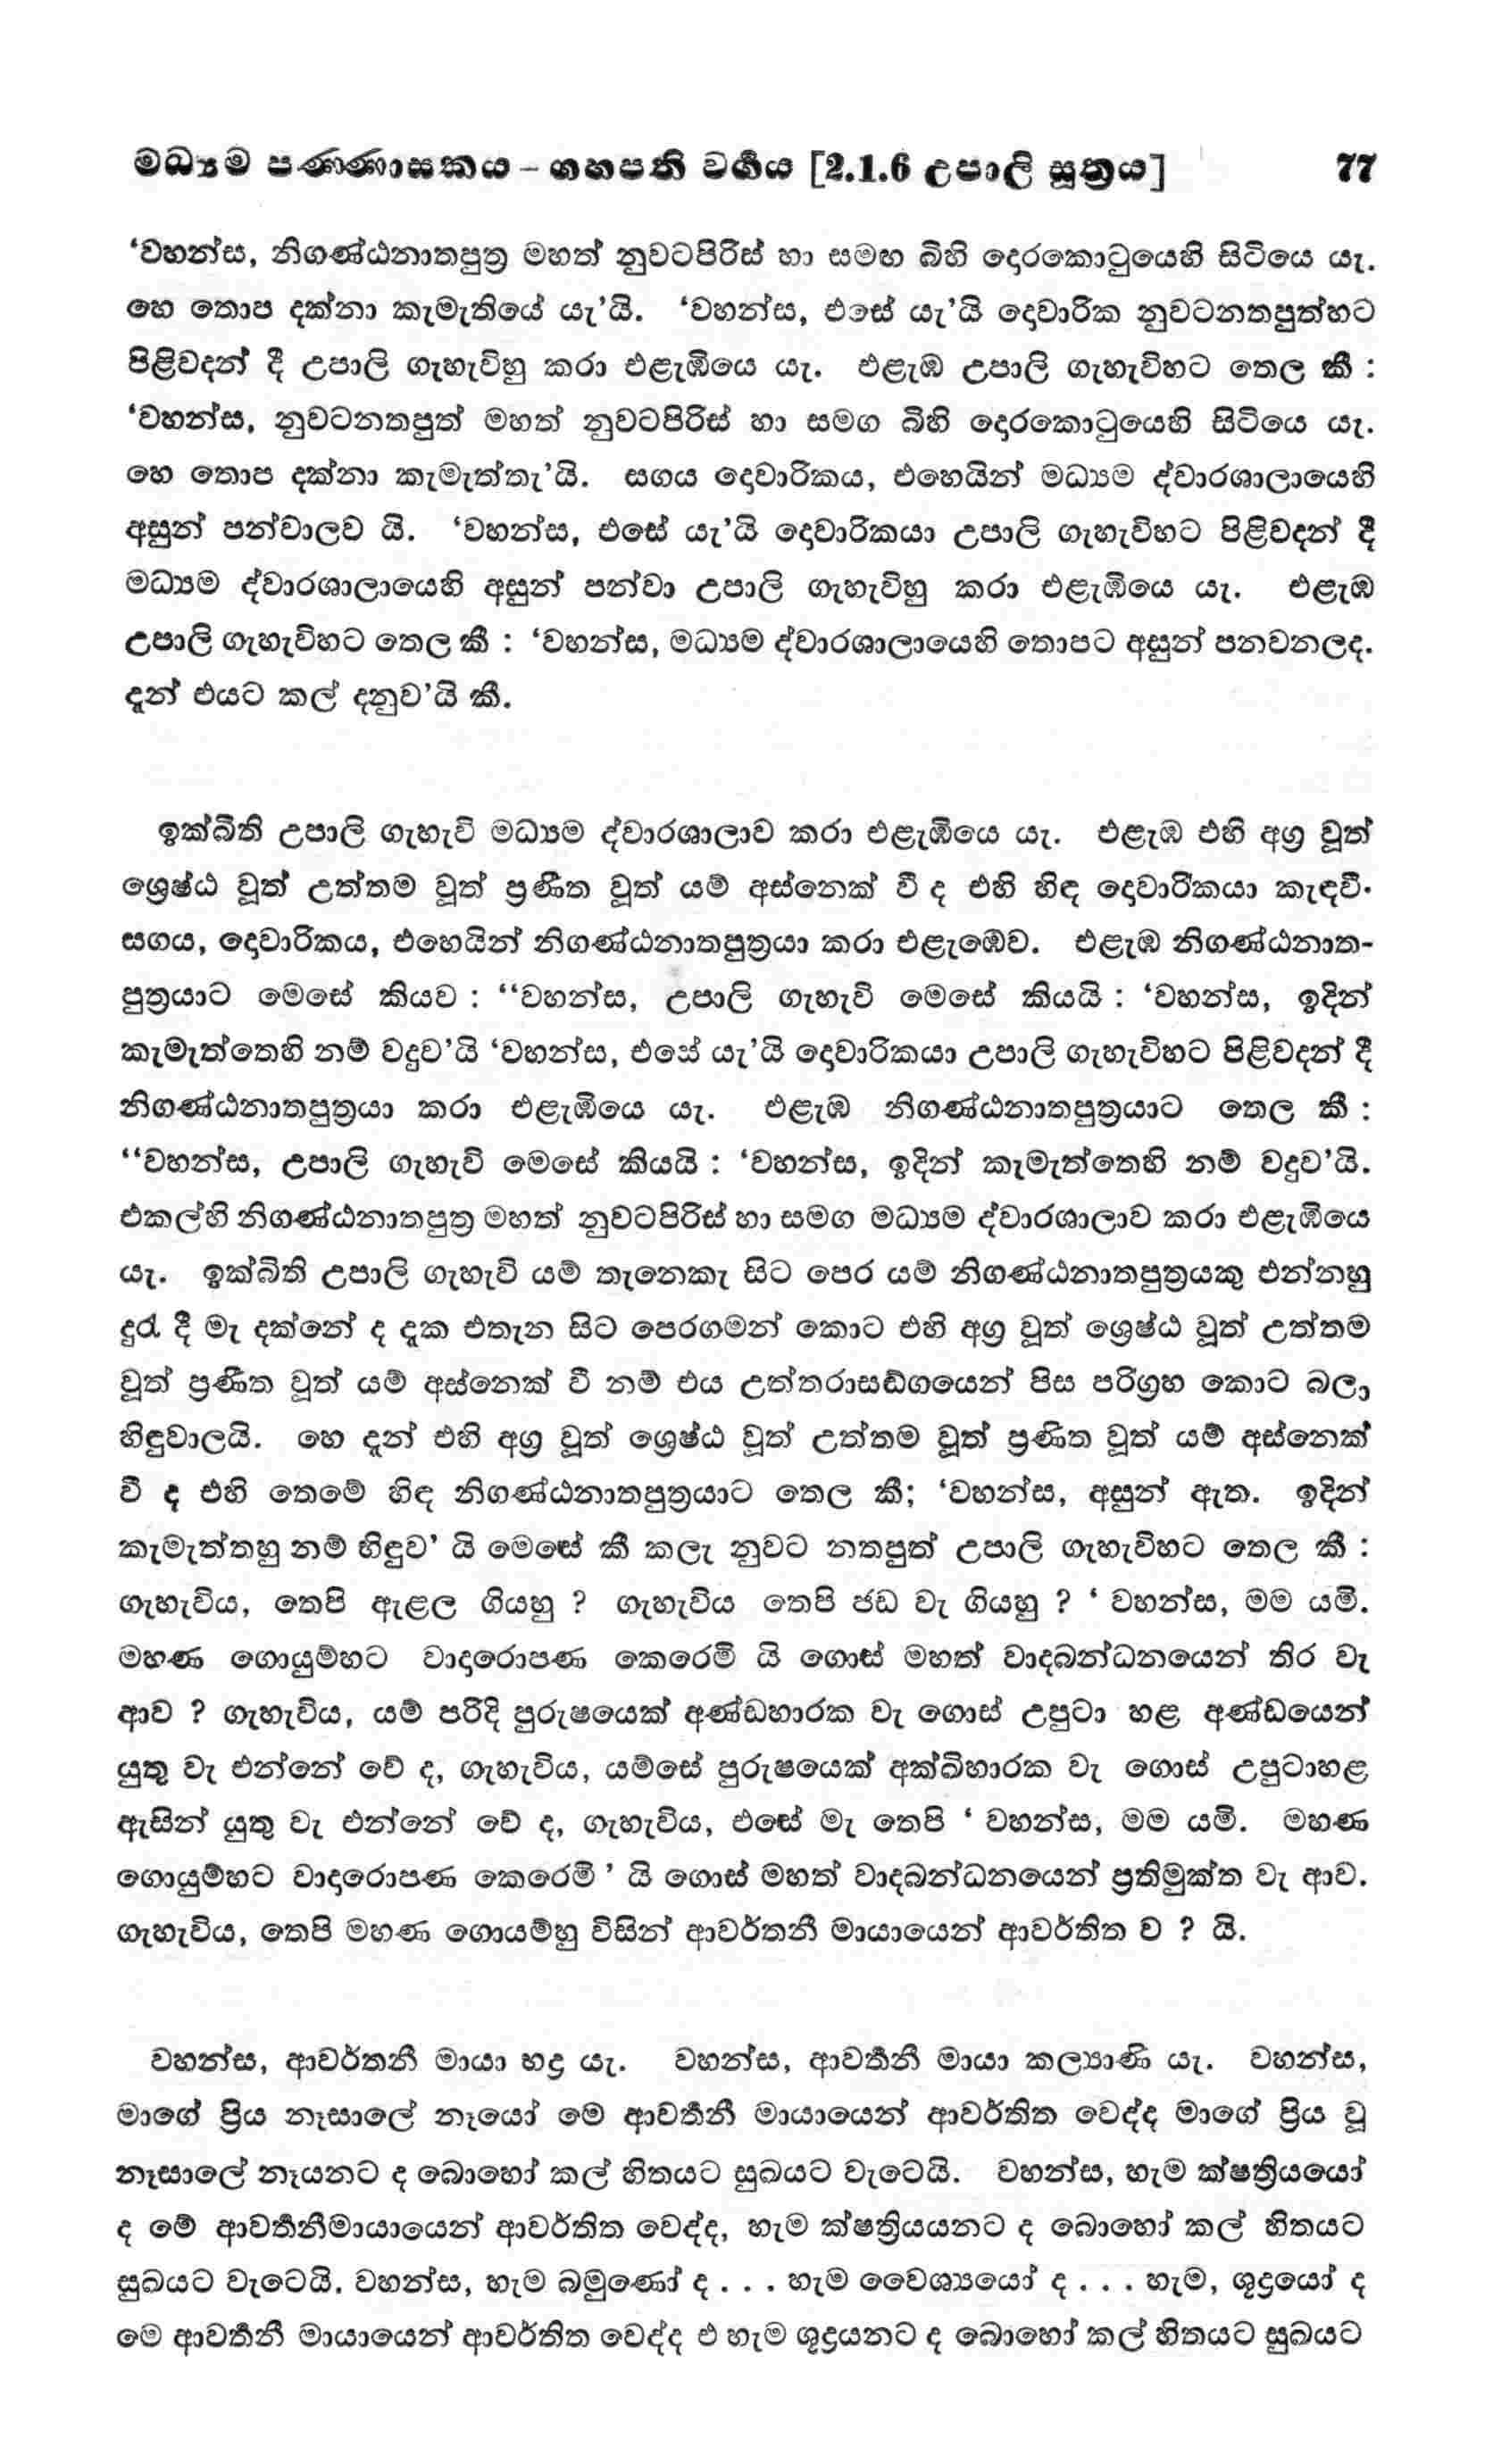 මධ්‍යම පණ්ණාසකය – ගහපති වර්‍ගය [2.1.6 උපාලි සූත්‍රය] 77
‘වහන්ස, නිගණ්ඨනාතපුත්‍ර මහත් නුවටපිරිස් හා සමඟ බිහි දොරකොටුයෙහි සිටියෙ යැ.
හෙ තොප දක්නා කැමැතියේ යැ’යි. ‘වහන්ස, එසේ යැ’යි දොවාරික නුවටනතපුත්හට
පිළිවදන් දී උපාලි ගැහැවිහු කරා එළැඹියෙ යැ. එළැඹ උපාලි ගැහැවිහට තෙල කී :
‘වහන්ස, නුවටනතපුත් මහත් නුවටපිරිස් හා සමග බිහි දොරකොටුයෙහි සිටියෙ යැ.
හෙ තොප දක්නා කැමැත්තැ’යි. සගය දොවාරිකය, එහෙයින් මධ්‍යම ද්වාරශාලායෙහි
අසුන් පන්වාලව යි. ‘වහන්ස, එසේ යැ’යි දොවාරිකයා උපාලි ගැහැවිහට පිළිවදන් දී
මධ්‍යම ද්වාරශාලායෙහි අසුන් පන්වා උපාලි ගැහැවිහු කරා එළැඹියෙ යැ. එළැඹ
උපාලි ගැහැවිහට තෙල කී : ‘වහන්ස, මධ්‍යම ද්වාරශාලායෙහි තොපට අසුන් පනවනලද.
දැන් එයට කල් දනුව’යි කී.
ඉක්බිති උපාලි ගැහැවි මධ්‍යම ද්වාරශාලාව කරා එළැඹියෙ යැ. එළැඹ එහි අග්‍ර වූත්
ශ්‍රෙෂ්ඨ වූත් උත්තම වූත් ප්‍රණීත වූත් යම් අස්නෙක් වී ද එහි හිඳ දොවාරිකයා කැඳවී.
සගය, දොවාරිකය, එහෙයින් නිගණ්ඨනාතපුත්‍රයා කරා එළැඹෙව. එළැඹ නිගණ්ඨනාත-
පුත්‍රයාට මෙසේ කියව : “වහන්ස, උපාලි ගැහැවි මෙසේ කියයි : ‘වහන්ස, ඉදින්
කැමැත්තෙහි නම් වදුව’යි ‘වහන්ස, එසේ යැ’යි දොවාරිකයා උපාලි ගැහැවිහට පිළිවදන් දී
නිගණ්ඨනාතපුත්‍රයා කරා එළැඹියෙ යැ. එළැඹ නිගණ්ඨනාතපුත්‍රයාට තෙල කී :
“වහන්ස, උපාලි ගැහැවි මෙසේ කියයි : ‘වහන්ස, ඉදින් කැමැත්තෙහි නම් වදුව’යි.
එකල්හි නිගණ්ඨනාතපුත්‍ර මහත් නුවටපිරිස් හා සමග මධ්‍යම ද්වාරශාලාව කරා එළැඹියෙ
යැ. ඉක්බිති උපාලි ගැහැවි යම් තැනෙකැ සිට පෙර යම් නිගණ්ඨනාතපුත්‍රයකු එන්නහු
දුරැ දී මැ දක්නේ ද දැක එතැන සිට පෙරගමන් කොට එහි අග්‍ර වූත් ශ්‍රෙෂ්ඨ වූත් උත්තම
වූත් ප්‍රණීත වූත් යම් අස්නෙක් වී නම් එය උත්තරාසඞ්ගයෙන් පිස පරිග්‍රහ කොට බලා
හිඳුවාලයි. හෙ දැන් එහි අග්‍ර වූත් ශ්‍රෙෂ්ඨ වූත් උත්තම වූත් ප්‍රණිත වූත් යම් අස්නෙක්
වී ද එහි තෙමේ හිඳ නිගණ්ඨනාතපුත්‍රයාට තෙල කී; ‘වහන්ස, අසුන් ඇත. ඉදින්
කැමැත්තහු නම් හිඳුව’ යි මෙසේ කී කලැ නුවට නතපුත් උපාලි ගැහැවිහට තෙල කී :
ගැහැවිය, තෙපි ඇළල ගියහු ? ගැහැවිය තෙපි ජඩ වැ ගියහු ? ‘ වහන්ස, මම යමි.
මහණ ගොයුම්හට වාදාරොපණ කෙරෙමි යි ගොස් මහත් වාදබන්ධනයෙන් තිර වැ
ආව ? ගැහැවිය, යම් පරිදි පුරුෂයෙක් අණ්ඩහාරක වැ ගොස් උපුටා හළ අණ්ඩයෙන්
යුතු වැ එන්නේ වේ ද, ගැහැවිය, යම්සේ පුරුෂයෙක් අක්ඛිහාරක වැ ගොස් උපුටාහළ
ඇසින් යුතු වැ එන්නේ වේ ද, ගැහැවිය, එසේ මැ තෙපි ‘ වහන්ස, මම යමි. මහණ
ගොයුම්හට වාදාරොපණ කෙරෙමි ’ යි ගොස් මහත් වාදබන්ධනයෙන් ප්‍රතිමුක්ත වැ ආව.
ගැහැවිය, තෙපි මහණ ගොයම්හු විසින් ආවර්තනී මායායෙන් ආවර්තිත ව ? යි.
වහන්ස, ආවර්තනී මායා භද්‍ර යැ. වහන්ස, ආවර්‍තනී මායා කල්‍යාණි යැ. වහන්ස,
මාගේ ප්‍රිය නෑසාලේ නෑයෝ මෙ ආවර්‍තනී මායායෙන් ආවර්තිත වෙද්ද මාගේ ප්‍රිය වූ
නෑසාලේ නෑයනට ද බොහෝ කල් හිතයට සුඛයට වැටෙයි. වහන්ස, හැම ක්ෂත්‍රියයෝ
ද මේ ආවර්‍තනීමායායෙන් ආවර්තිත වෙද්ද, හැම ක්ෂත්‍රියයනට ද බොහෝ කල් හිතයට
සුඛයට වැටෙයි. වහන්ස, හැම බමුණෝ ද . . . හැම වෛශ්‍යයෝ ද . . . හැම, ශූද්‍රයෝ ද
මෙ ආවර්‍තනී මායායෙන් ආවර්තිත වෙද්ද එ හැම ශූද්‍රයනට ද බොහෝ කල් හිතයට සුඛයට